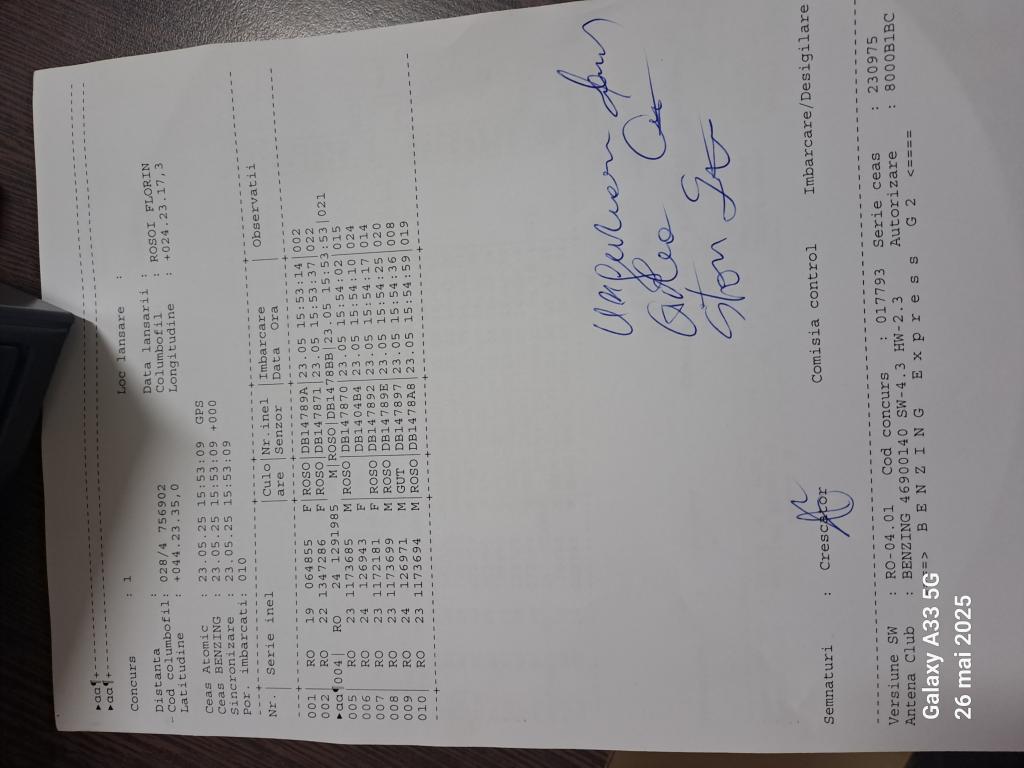 ►aa¶+----------------------------------------------------------------------------
►aa¶+----------------------------------------------------------------------------
Concurs : 1 Loc lansare :
Distanta : Data lansarii :
Cod columbofil: 028/4 756902 Columbofil : ROSOI FLORIN
Latitudine : +044.23.35,0 Longitudine : +024.23.17,3
Ceas Atomic : 23.05.25 15:53:09 GPS
Ceas BENZING : 23.05.25 15:53:09 +000
Sincronizare : 23.05.25 15:53:09
Por. imbarcati: 010
Nr. | Serie inel |Culo|Nr.inel |Imbarcare |Observatii
are Senzor Data Ora
001 | RO 19 064855 F|ROSO|DB14789A|23.05 15:53:14|002
002 | RO 22 1347286 F|ROSO|DB147871|23.05 15:53:37|022
►aa¶004| RO 24 1291985 M|ROSO|DB1478BB|23.05 15:53:53|021
005 | RO 23 1173685 M|ROSO|DB147870|23.05 15:54:02|015
006 | RO 24 126943 F| |DB1404B4|23.05 15:54:10|024
007 | RO 23 1172181 F|ROSO|DB147892|23.05 15:54:17|014
008 | RO 23 1173699 M|ROSO|DB14789E|23.05 15:54:25|020
009 | RO 24 126971 M|GUT |DB147897|23.05 15:54:36|008
010 | RO 23 1173694 M|ROSO|DB1478A8|23.05 15:54:59|019
Semnaturi : Crescator Comisia control Imbarcare/Desigilare
Versiune SW : RO-04.01 Cod concurs : 017793 Serie ceas : 230975
Antena Club : BENZING 46900140 SW-4.3 HW-2.3 Autorizare : 8000B1BC
==> B E N Z I N G E x p r e s s G 2 <====
Galaxy A33 5G
26 mai 2025